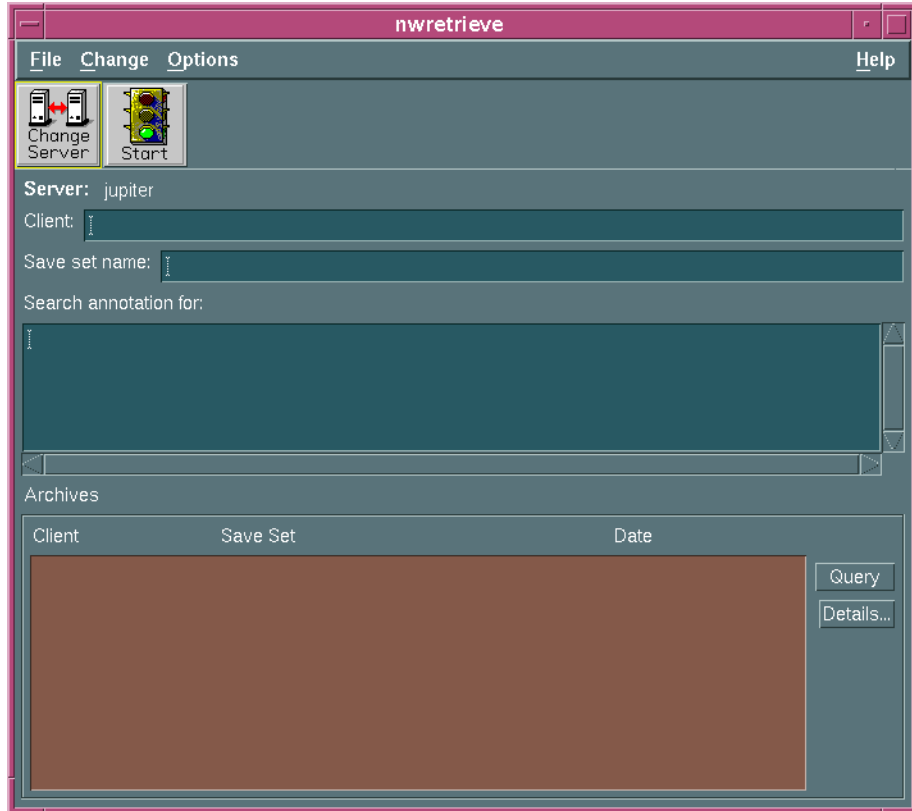 nwretrieve
File Change Options Help
Change
Server
Start
Server: jupiter
Client:
Save set name:
Search annotation for:
Archives
Client Save Set Date
Query
Details...